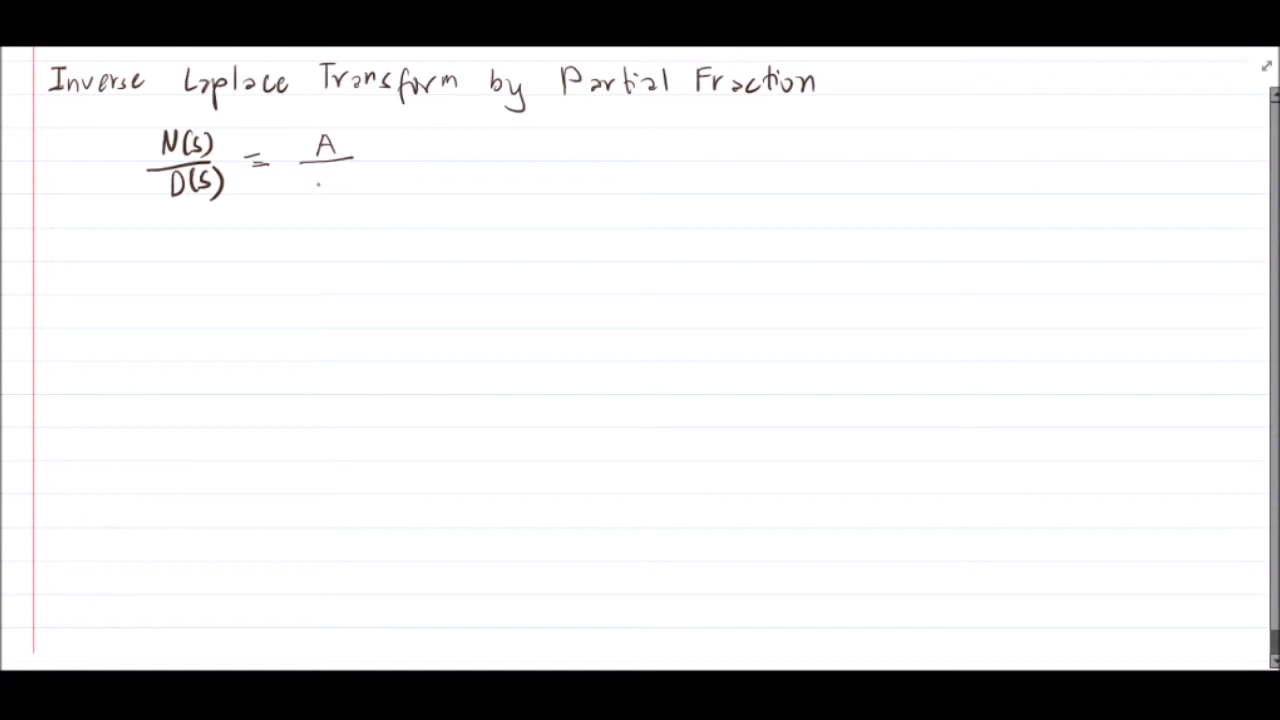 Inverse Laplace Transform by Partial Fraction
N(s)/D(s) = A/